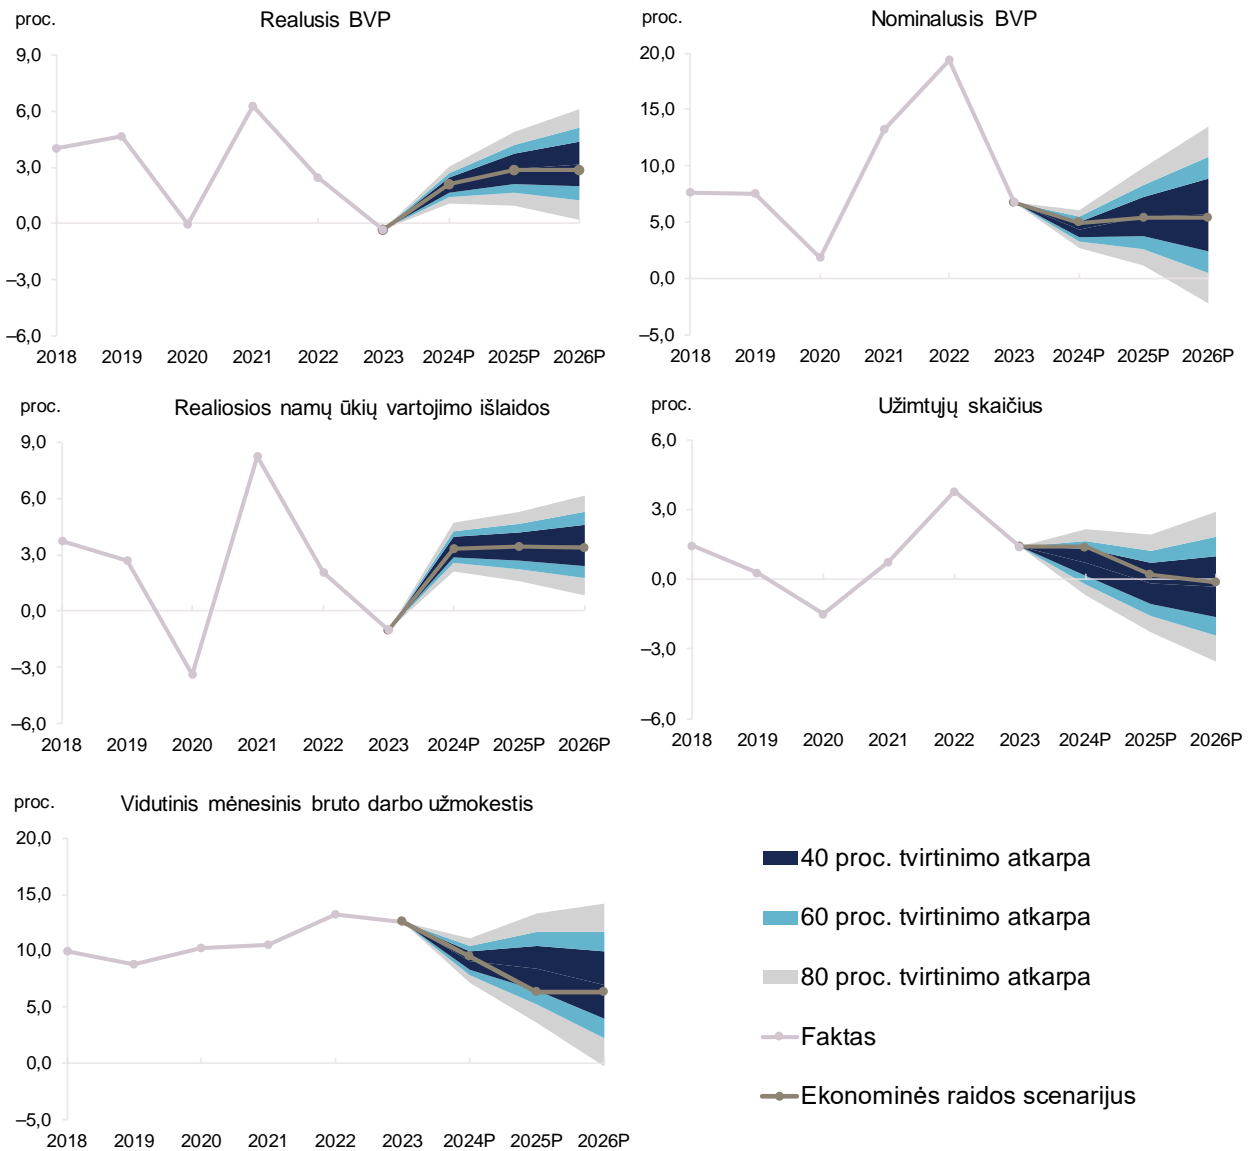 proc.
Realusis BVP
9,0
6,0
3,0
0,0
–3,0
–6,0
2018 2019 2020 2021 2022 2023 2024P 2025P 2026P
proc.
Nominalusis BVP
20,0
15,0
10,0
5,0
0,0
–5,0
2018 2019 2020 2021 2022 2023 2024P 2025P 2026P
proc.
Realiosios namų ūkių vartojimo išlaidos
9,0
6,0
3,0
0,0
–3,0
–6,0
2018 2019 2020 2021 2022 2023 2024P 2025P 2026P
proc.
Užimtųjų skaičius
6,0
3,0
0,0
–3,0
–6,0
2018 2019 2020 2021 2022 2023 2024P 2025P 2026P
proc.
Vidutinis mėnesinis bruto darbo užmokestis
20,0
15,0
10,0
5,0
0,0
–5,0
2018 2019 2020 2021 2022 2023 2024P 2025P 2026P
40 proc. tvirtinimo atkarpa
60 proc. tvirtinimo atkarpa
80 proc. tvirtinimo atkarpa
Faktas
Ekonominės raidos scenarijus